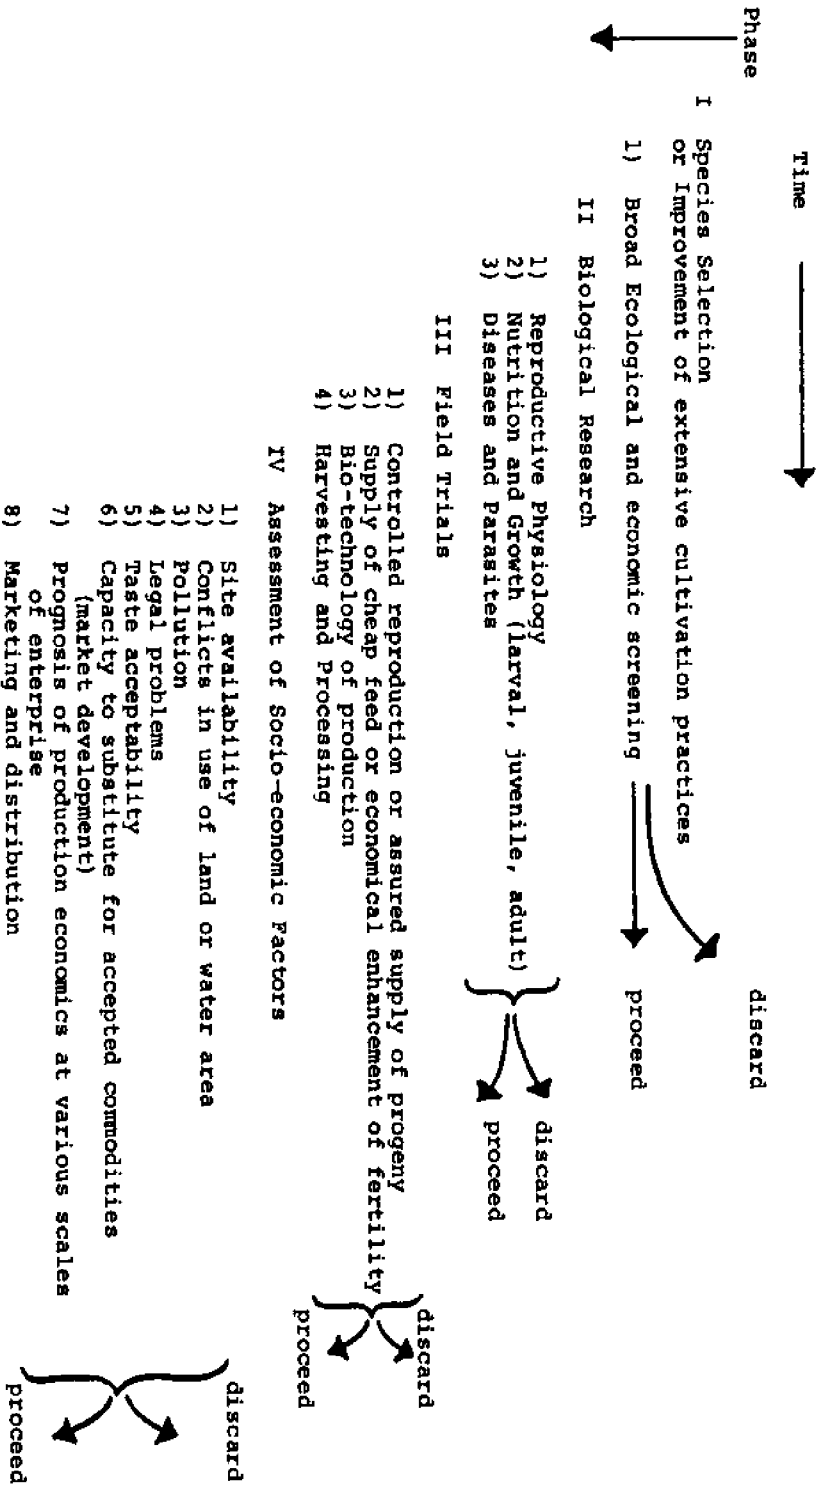 Time
Phase
I Species Selection
or Improvement of extensive cultivation practices
discard
1) Broad Ecological and economic screening
proceed
II Biological Research
1) Reproductive Physiology
discard
2) Nutrition and Growth (larval, juvenile, adult)
3) Diseases and Parasites
proceed
III Field Trials
1) Controlled reproduction or assured supply of progeny
discard
2) Supply of cheap feed or economical enhancement of fertility
3) Bio-technology of production
4) Harvesting and Processing
proceed
IV Assessment of Socio-economic Factors
1) Site availability
discard
2) Conflicts in use of land or water area
3) Pollution
4) Legal problems
5) Taste acceptability
6) Capacity to substitute for accepted commodities
(market development)
7) Prognosis of production economics at various scales
of enterprise
8) Marketing and distribution
proceed